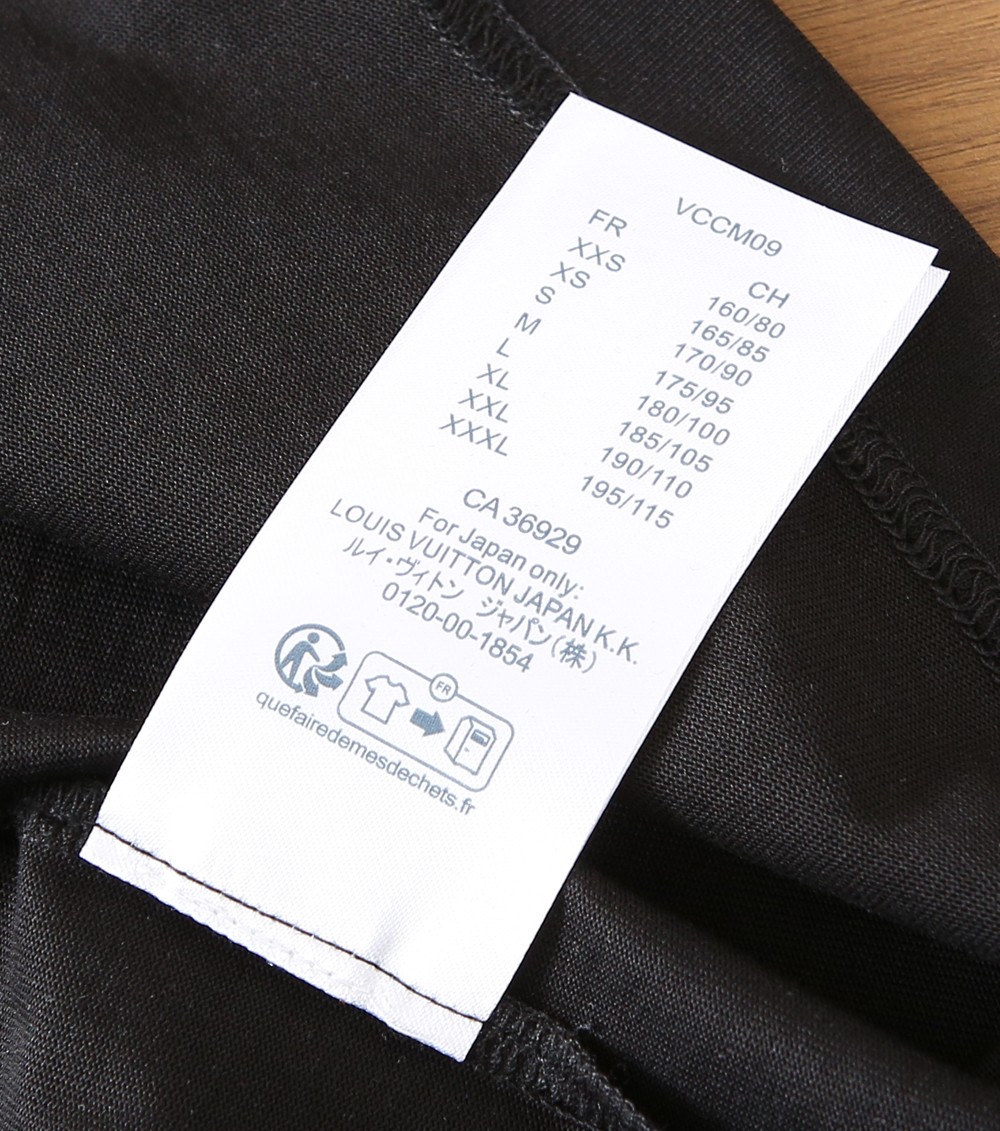 VCCM09
FR CH
XXS 160/80
XS 165/85
S 170/90
M 175/95
L 180/100
XL 185/105
XXL 190/110
XXXL 195/115
CA 36929
For Japan only:
LOUIS VUITTON JAPAN K.K.
ルイ・ヴィトン ジャパン(株)
0120-00-1854
FR
quefairedemesdechets.fr